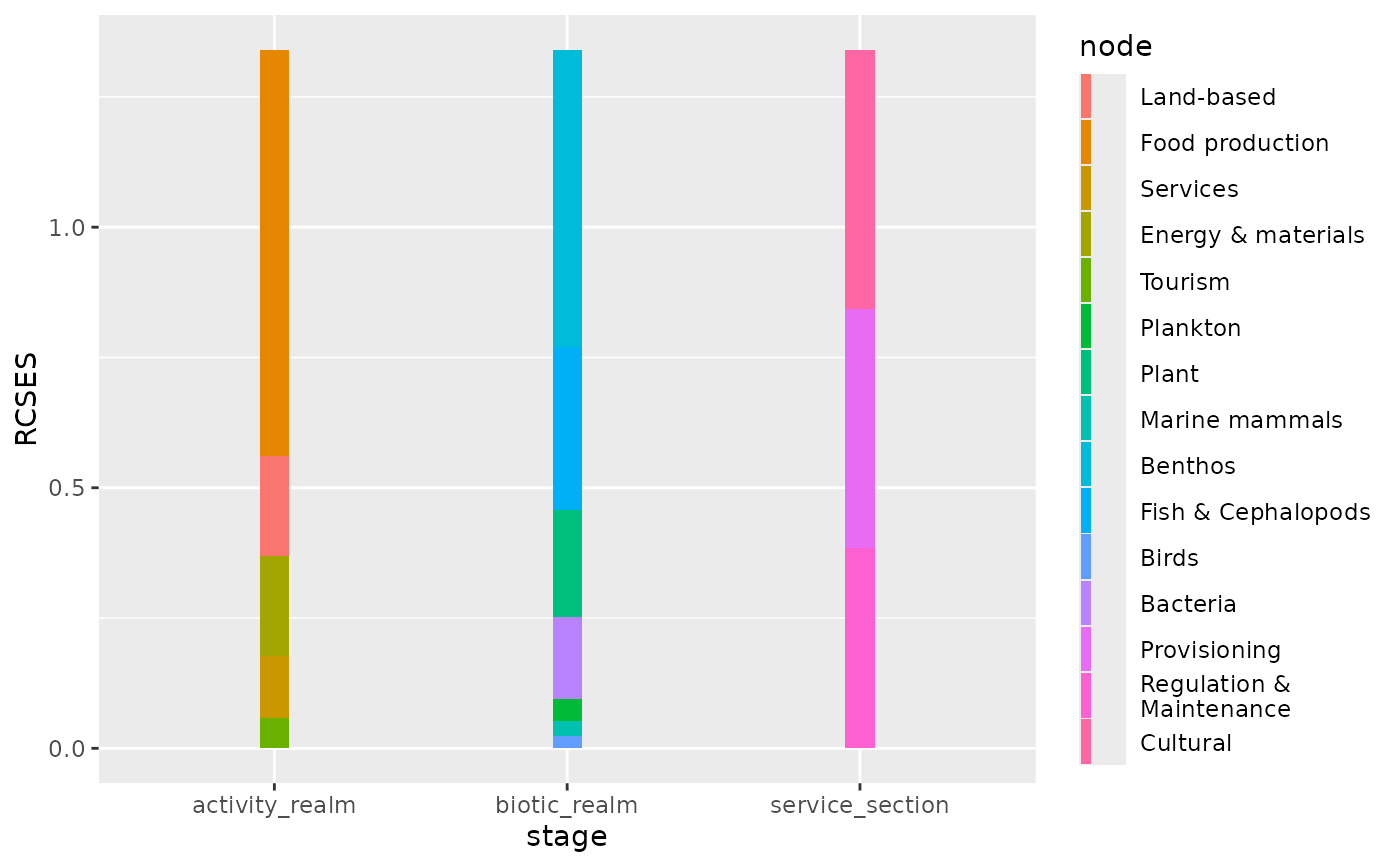 RCSES
1.0
0.5
0.0
activity_realm
biotic_realm
service_section
stage
node
Land-based
Food production
Services
Energy & materials
Tourism
Plankton
Plant
Marine mammals
Benthos
Fish & Cephalopods
Birds
Bacteria
Provisioning
Regulation &
Maintenance
Cultural